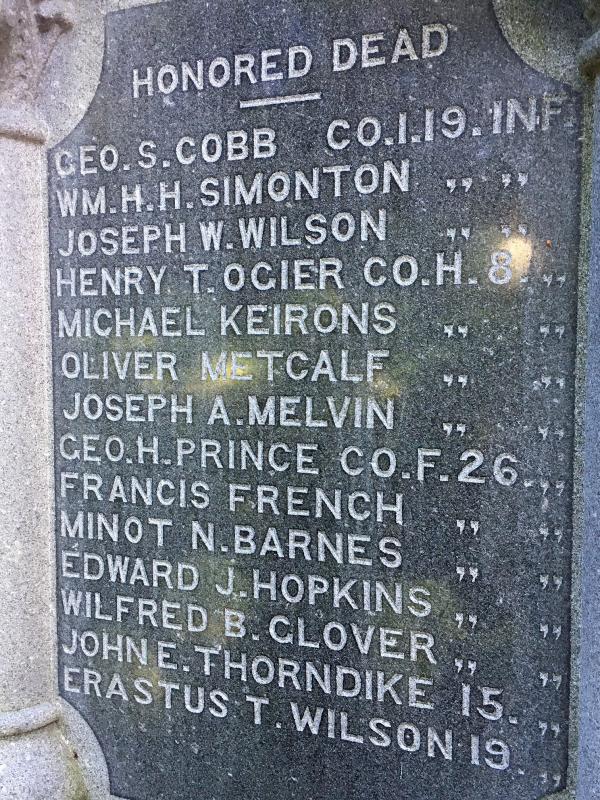 HONORED DEAD
GEO. S. COBB CO. I. 19. INF.
WM. H. H. SIMONTON ,, ,,
JOSEPH W. WILSON ,, ,,
HENRY T. OGIER CO. H. 8. ,,
MICHAEL KEIRONS ,, ,,
OLIVER METCALF ,, ,,
JOSEPH A. MELVIN ,, ,,
GEO. H. PRINCE CO. F. 26. ,,
FRANCIS FRENCH ,, ,,
MINOT N. BARNES ,, ,,
EDWARD J. HOPKINS ,, ,,
WILFRED B. GLOVER ,, ,,
JOHN E. THORNDIKE 15. ,,
ERASTUS T. WILSON 19. ,,